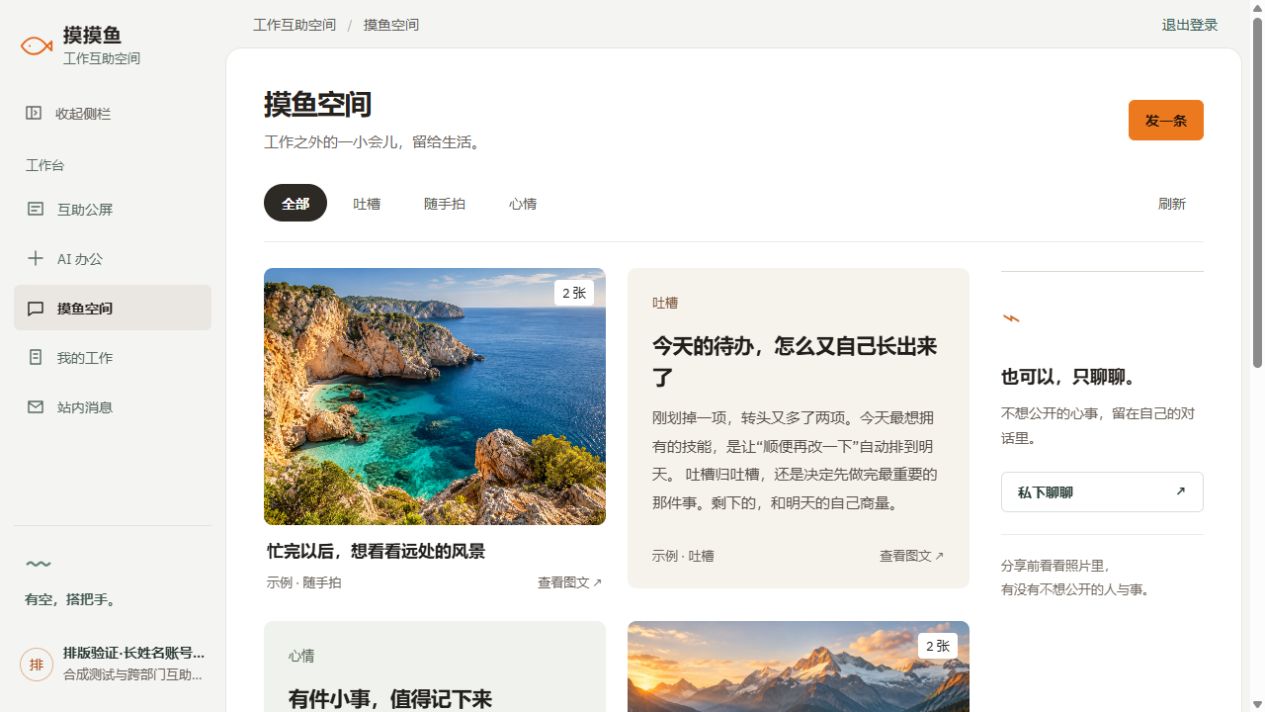 摸摸鱼
工作互助空间
收起侧栏
工作台
互助公屏
AI 办公
摸鱼空间
我的工作
站内消息
有空，搭把手。
排
排版验证·长姓名账号...
合成测试与跨部门互助...
工作互助空间 / 摸鱼空间
退出登录
摸鱼空间
工作之外的一小会儿，留给生活。
发一条
全部
吐槽
随手拍
心情
刷新
2 张
忙完以后，想看看远处的风景
示例 · 随手拍
查看图文 ↗
吐槽
今天的待办，怎么又自己长出来
了
刚划掉一项，转头又多了两项。今天最想拥
有的技能，是让“顺便再改一下”自动排到明
天。 吐槽归吐槽，还是决定先做完最重要的
那件事。剩下的，和明天的自己商量。
示例 · 吐槽
查看图文 ↗
心情
有件小事，值得记下来
2 张
也可以，只聊聊。
不想公开的心事，留在自己的对
话里。
私下聊聊 ↗
分享前看看照片里，
有没有不想公开的人与事。